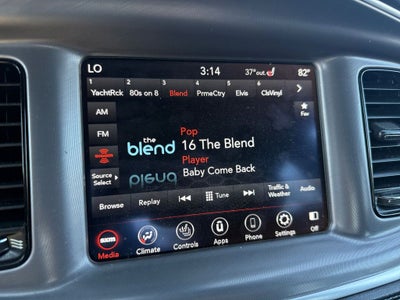 LO 3:14 37°out 82°
1 2 3 4 5 6
YachtRck 80s on 8 Blend PrmeCtry Elvis ClsVinyl
AM
Fav
FM
Pop
the blend 16 The Blend
Player
Baby Come Back
Source Select
Browse Replay Tune Traffic & Weather Audio
SXM
Media Climate Controls Apps Phone Settings Off